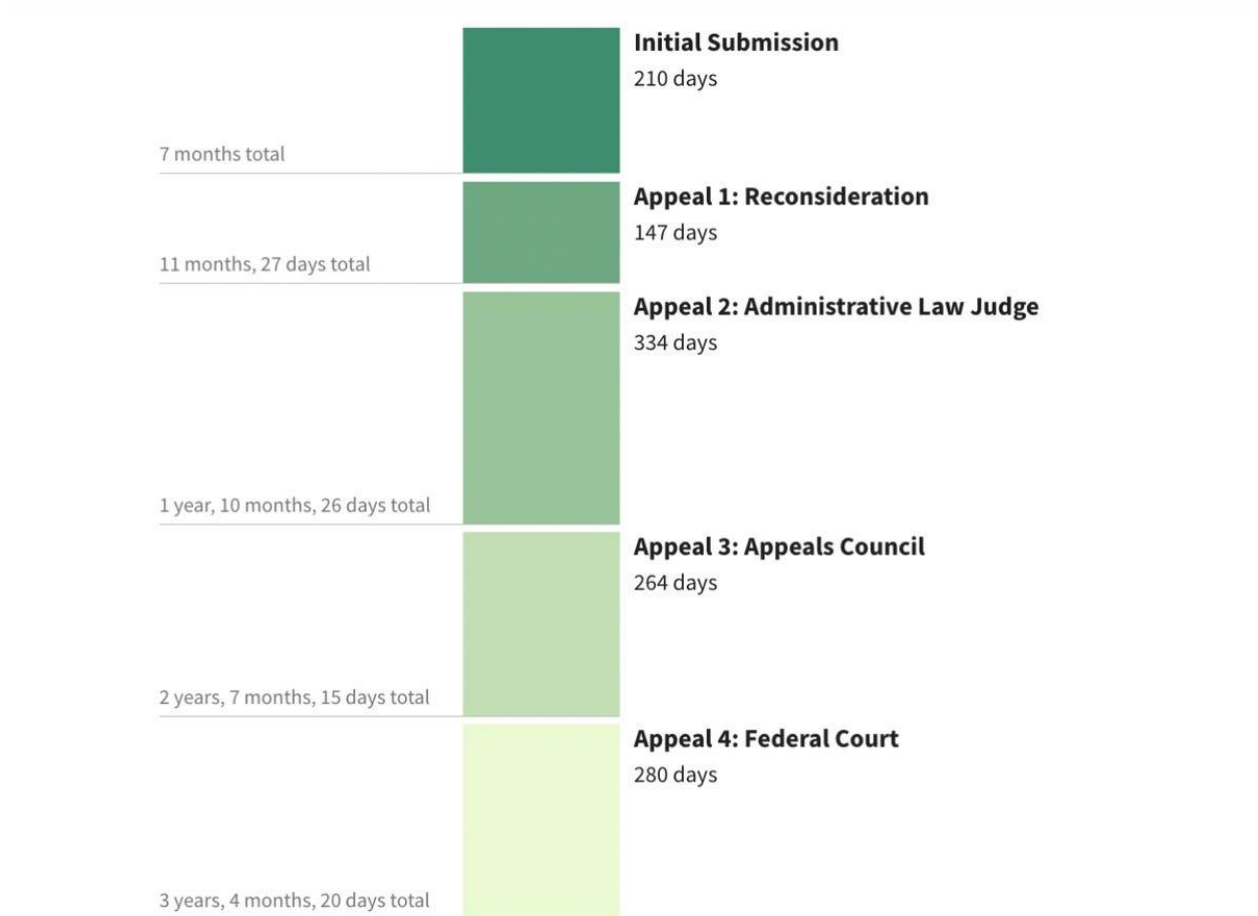 Initial Submission
210 days
7 months total
Appeal 1: Reconsideration
147 days
11 months, 27 days total
Appeal 2: Administrative Law Judge
334 days
1 year, 10 months, 26 days total
Appeal 3: Appeals Council
264 days
2 years, 7 months, 15 days total
Appeal 4: Federal Court
280 days
3 years, 4 months, 20 days total